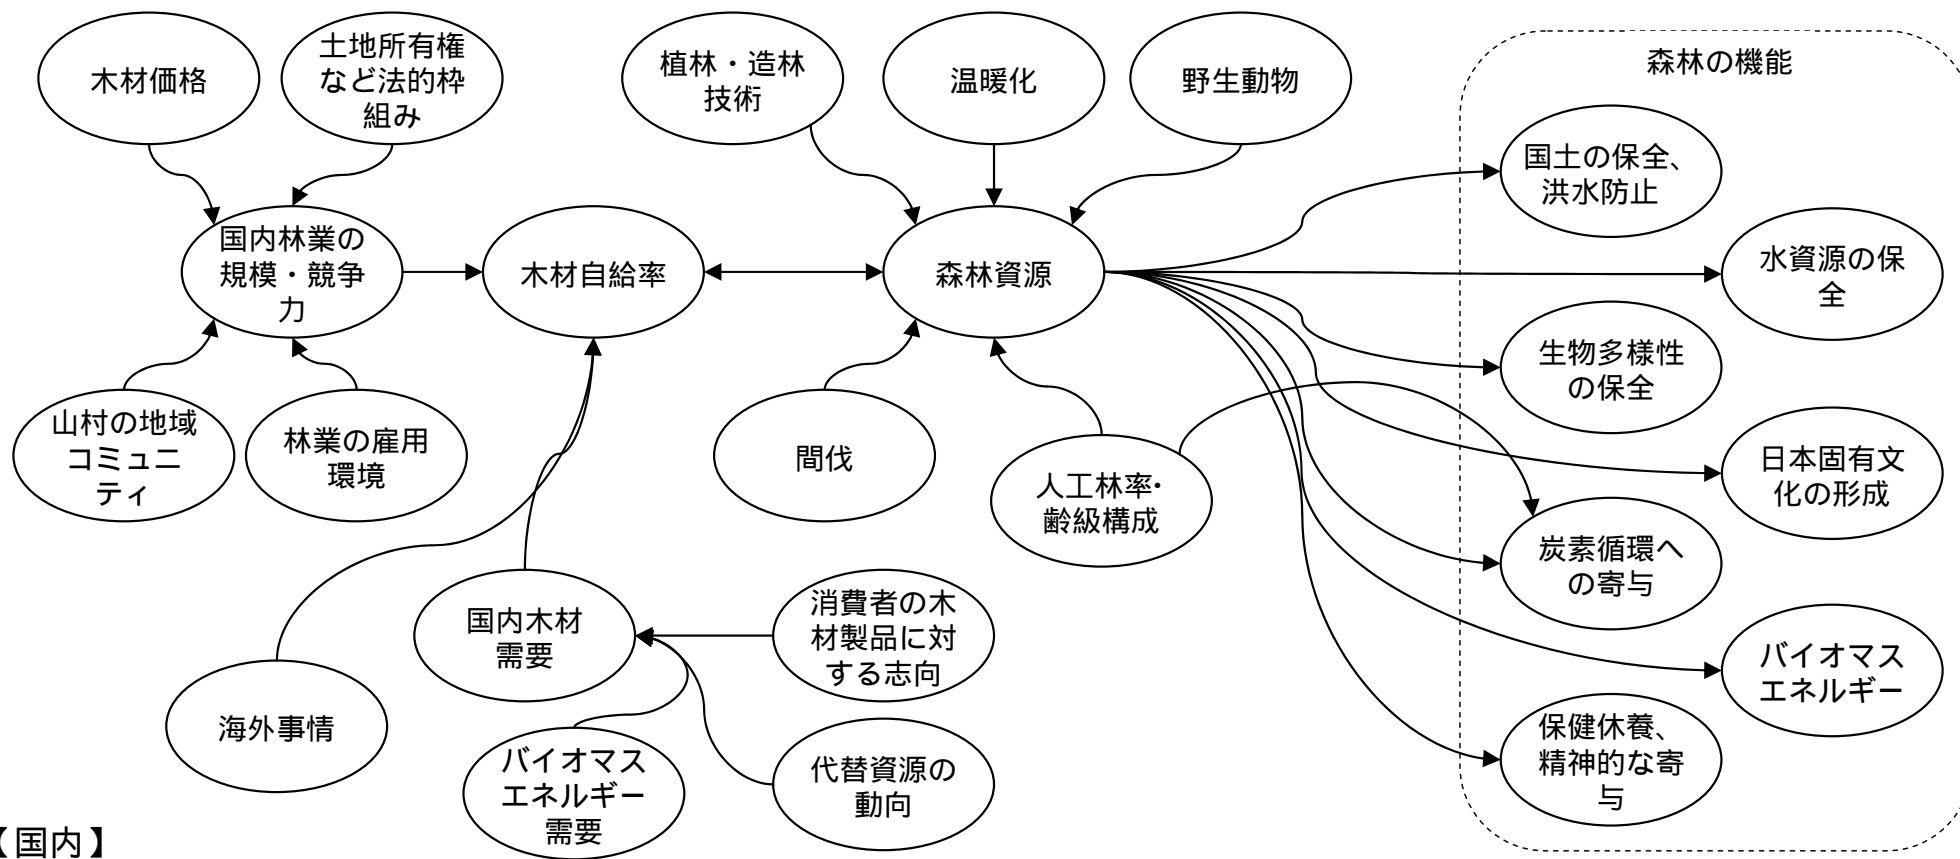 木材価格
土地所有権
など法的枠
組み
植林・造林
技術
温暖化
野生動物
森林の機能
国土の保全、
洪水防止
国内林業の
規模・競争
力
木材自給率
森林資源
水資源の保
全
生物多様性
の保全
山村の地域
コミュニ
ティ
林業の雇用
環境
間伐
人工林率・
齢級構成
日本固有文
化の形成
炭素循環へ
の寄与
国内木材
需要
消費者の木
材製品に対
する志向
バイオマス
エネルギー
海外事情
バイオマス
エネルギー
需要
代替資源の
動向
保健休養、
精神的な寄
与
【国内】